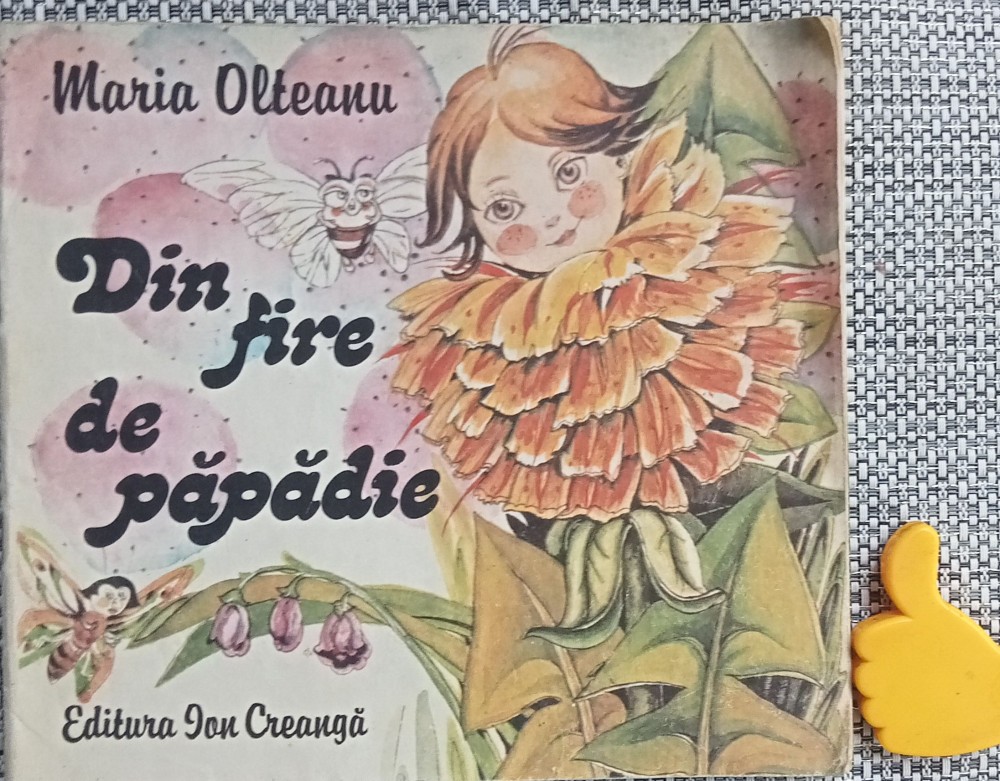 Maria Olteanu
Din
fire
de
păpădie
Editura Ion Creangă